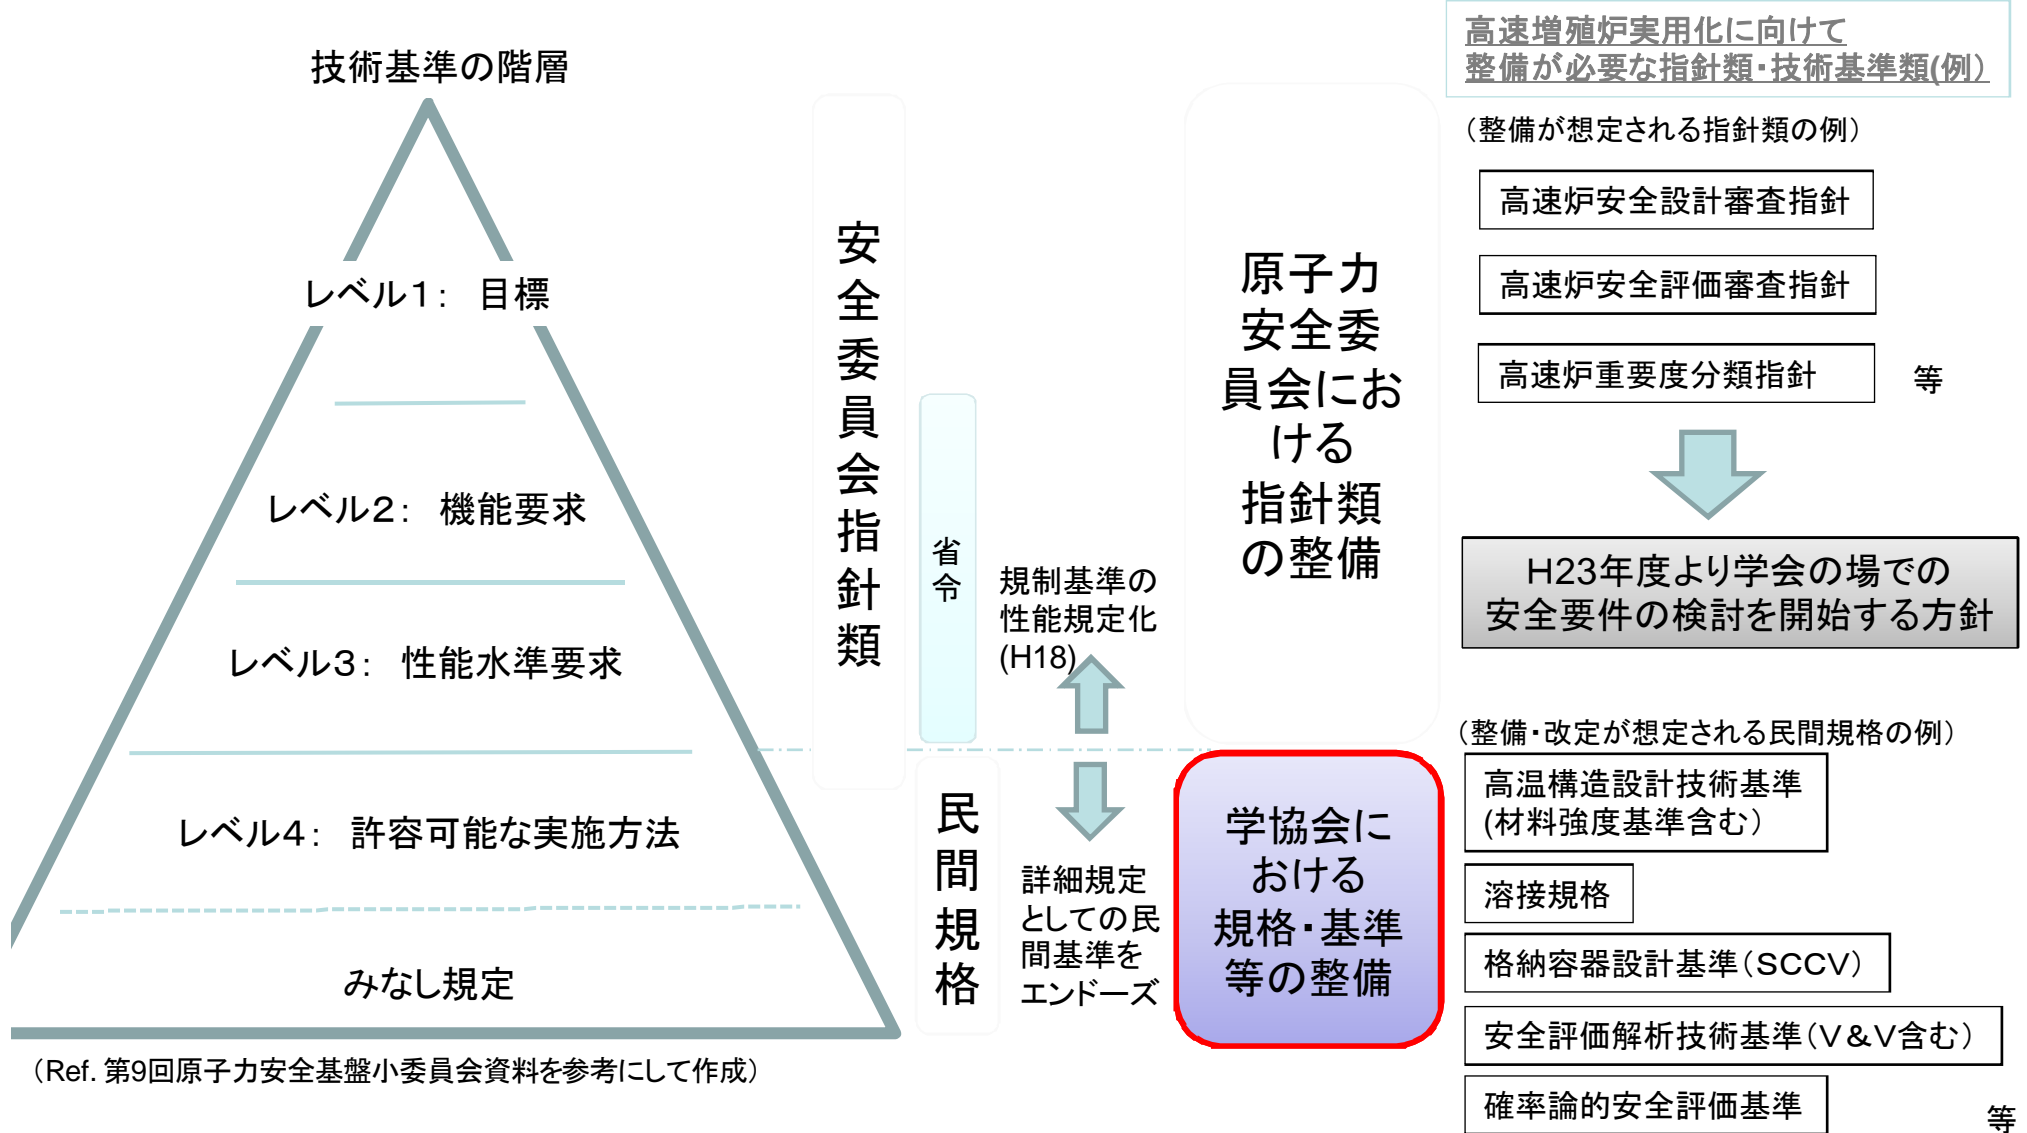 技術基準の階層
レベル1: 目標
レベル2: 機能要求
レベル3: 性能水準要求
レベル4: 許容可能な実施方法
みなし規定
(Ref. 第9回原子力安全基盤小委員会資料を参考にして作成)
安全委員会指針類
省令
民間規格
規制基準の
性能規定化
(H18)
詳細規定
としての民
間基準を
エンドーズ
原子力
安全委
員会にお
ける
指針類
の整備
学協会に
おける
規格・基準
等の整備
高速増殖炉実用化に向けて
整備が必要な指針類・技術基準類(例)
(整備が想定される指針類の例)
高速炉安全設計審査指針
高速炉安全評価審査指針
高速炉重要度分類指針
等
H23年度より学会の場での
安全要件の検討を開始する方針
(整備・改定が想定される民間規格の例)
高温構造設計技術基準
(材料強度基準含む)
溶接規格
格納容器設計基準(SCCV)
安全評価解析技術基準(V&V含む)
確率論的安全評価基準
等